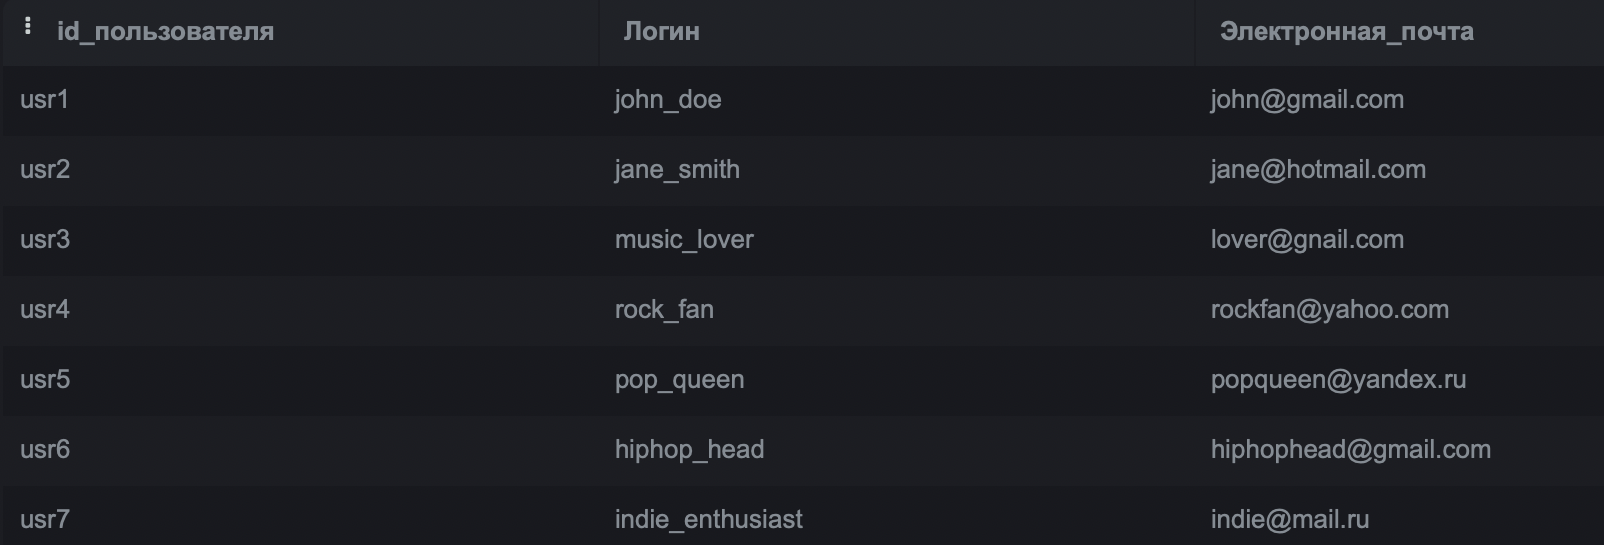 id_пользователя Логин Электронная_почта
usr1 john_doe john@gmail.com
usr2 jane_smith jane@hotmail.com
usr3 music_lover lover@gnail.com
usr4 rock_fan rockfan@yahoo.com
usr5 pop_queen popqueen@yandex.ru
usr6 hiphop_head hiphophead@gmail.com
usr7 indie_enthusiast indie@mail.ru